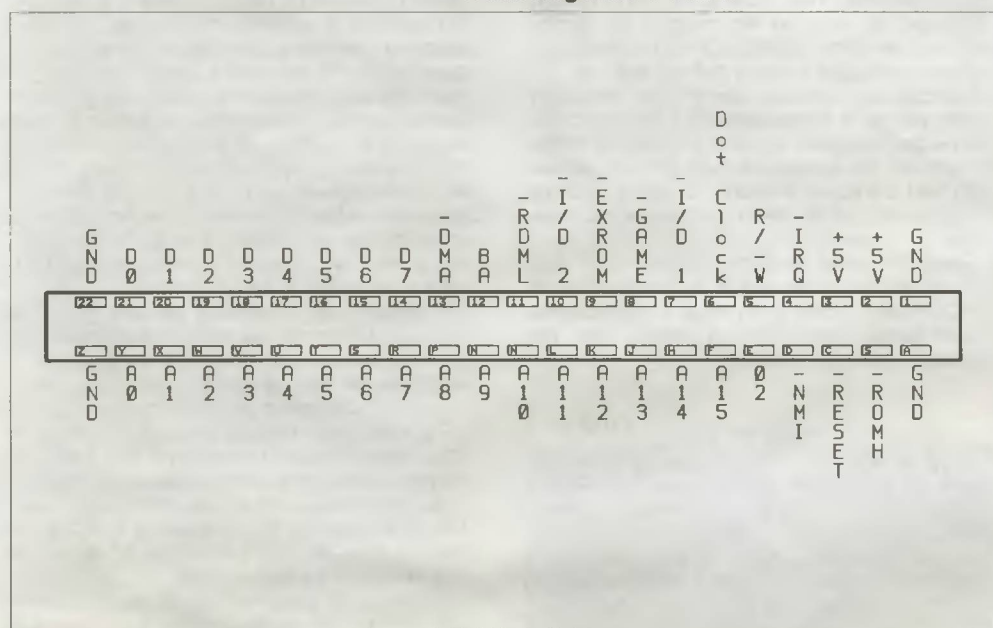 GND D0 D1 D2 D3 D4 D5 D6 D7 -DMA BA -ROML -I/O 2 -EXROM -GAME -I/O 1 Dot Clock R/-W -IRQ +5V +5V GND
22 21 20 19 18 17 16 15 14 13 12 11 10 9 8 7 6 5 4 3 2 1
Z Y X W V U T S R P N M L K J H F E D C B A
GND A0 A1 A2 A3 A4 A5 A6 A7 A8 A9 A10 A11 A12 A13 A14 A15 Ø2 -NMI -RESET -ROMH GND